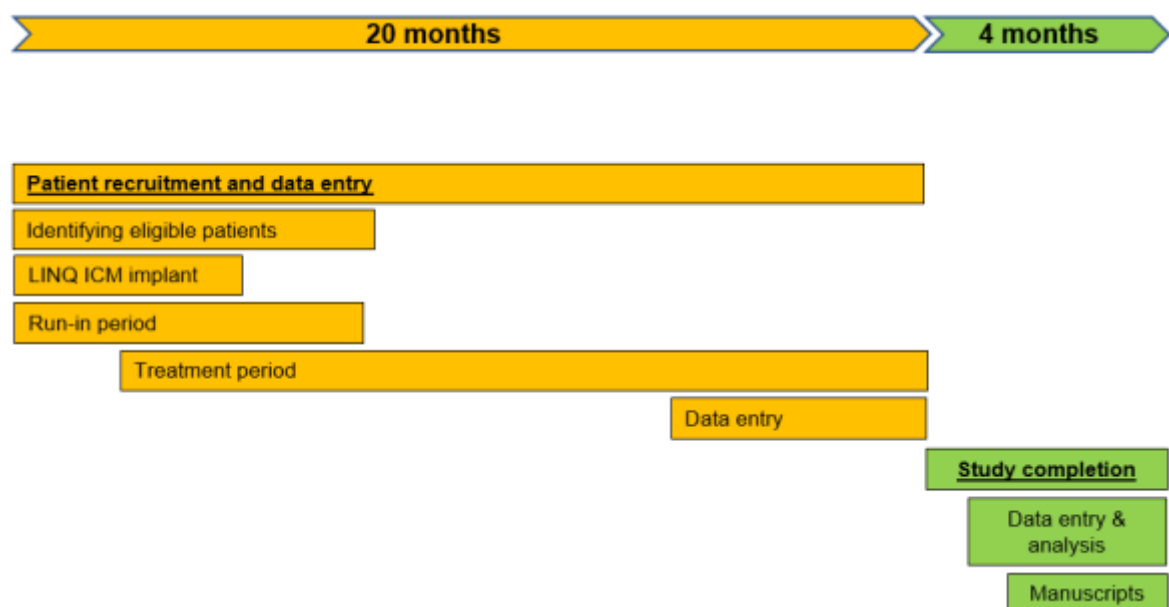 20 months
4 months
Patient recruitment and data entry
Identifying eligible patients
LINQ ICM implant
Run-in period
Treatment period
Data entry
Study completion
Data entry &
analysis
Manuscripts